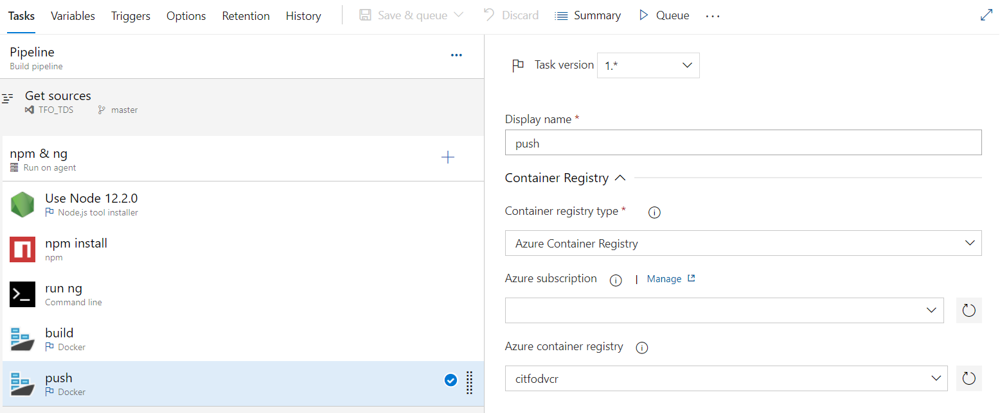 Tasks Variables Triggers Options Retention History Save & queue Discard Summary Queue ...
Pipeline
Build pipeline
Get sources
TFO_TDS master
npm & ng
Run on agent
Use Node 12.2.0
Node.js tool installer
npm install
npm
run ng
Command line
build
Docker
push
Docker
Task version 1.*
Display name *
push
Container Registry
Container registry type *
Azure Container Registry
Azure subscription | Manage
Azure container registry
citfodvcr